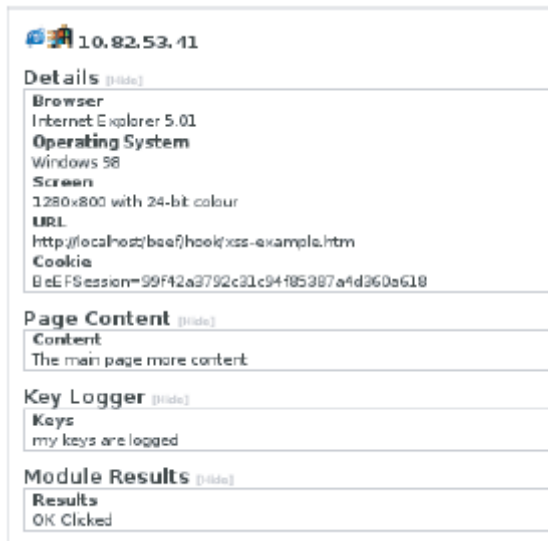 10.82.53.41
Details [Hide]
Browser
Internet Explorer 5.01
Operating System
Windows 98
Screen
1280x800 with 24-bit colour
URL
http://localhost/beef/hook/xss-example.htm
Cookie
BeEFSession=99f42a3792c31c94f85387a4d360a618
Page Content [Hide]
Content
The main page more content
Key Logger [Hide]
Keys
my keys are logged
Module Results [Hide]
Results
OK Clicked